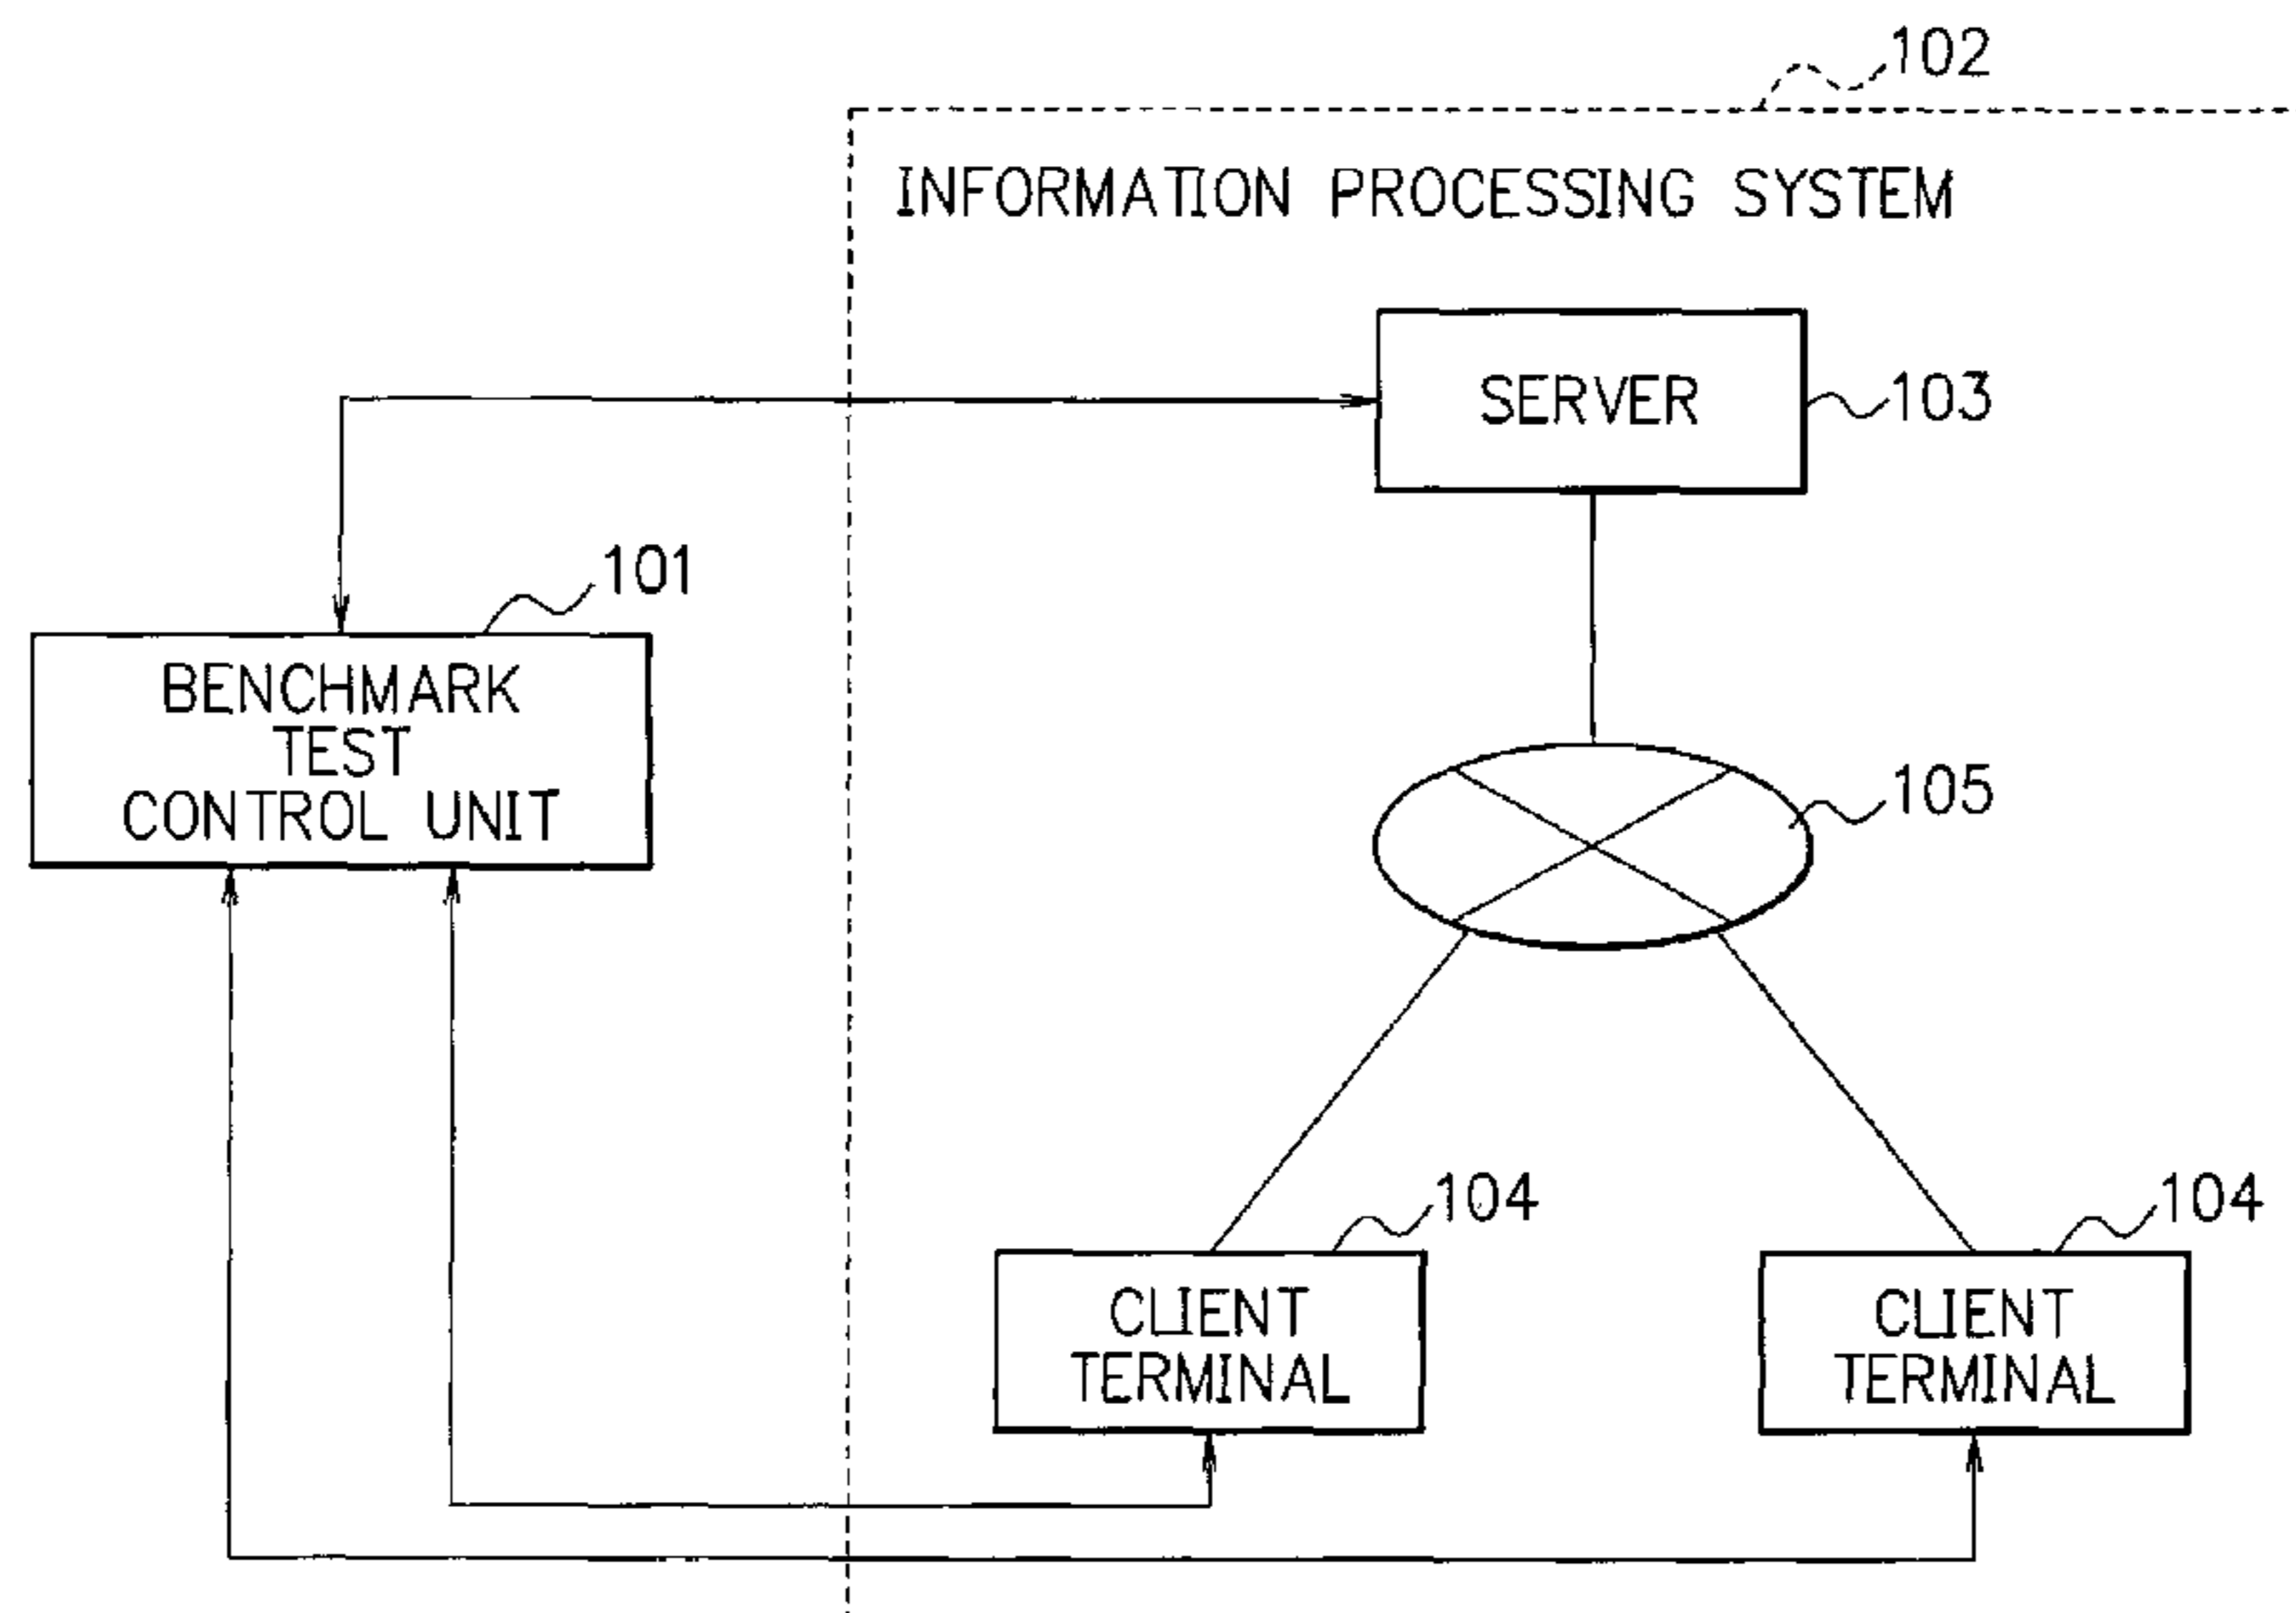 102
INFORMATION PROCESSING SYSTEM
SERVER
103
101
BENCHMARK
TEST
CONTROL UNIT
105
104
104
CLIENT
TERMINAL
CLIENT
TERMINAL